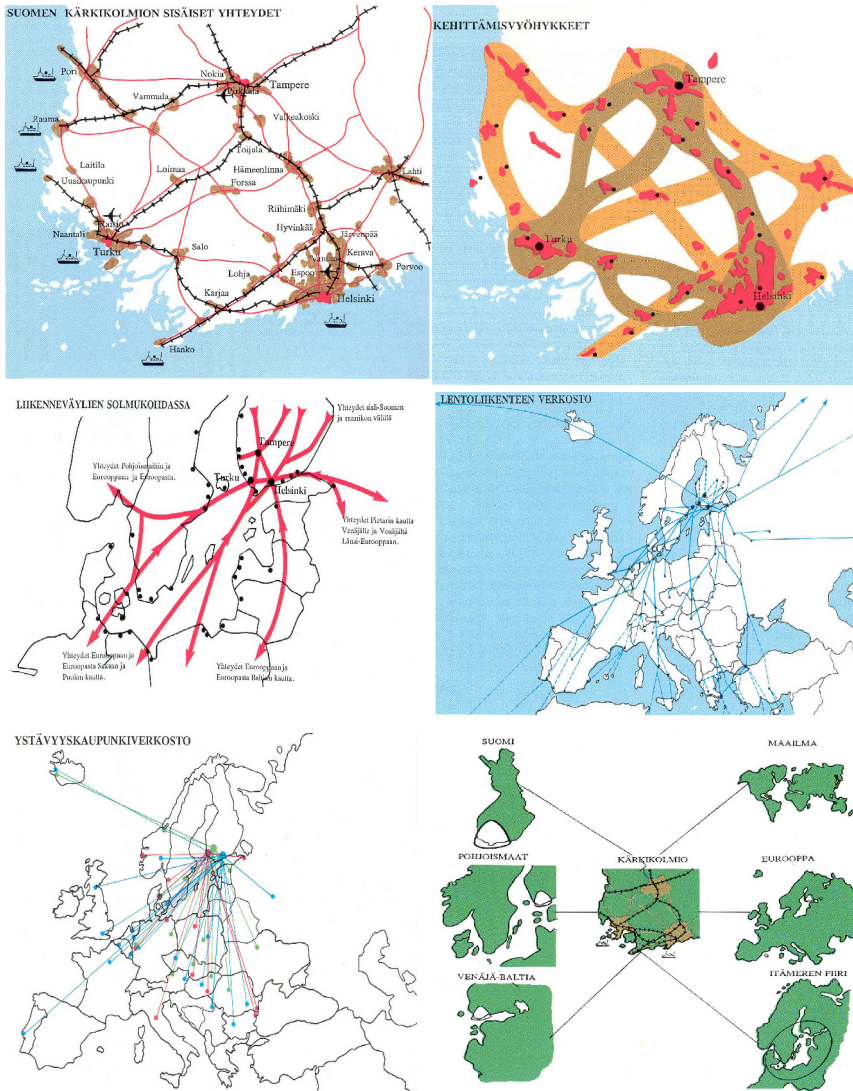 SUOMEN KÄRKIKOLMION SISÄISET YHTEYDET
Pori
Nokia
Tampere
Pirkkala
Vammala
Rauma
Valkeakoski
Toijala
Laitila
Loimaa
Hämeenlinna
Lahti
Uusikaupunki
Forssa
Riihimäki
Raisio
Hyvinkää
Järvenpää
Naantali
Turku
Salo
Vantaa
Kerava
Lohja
Espoo
Porvoo
Karjaa
Helsinki
Hanko
KEHITTÄMISVYÖHYKKEET
Tampere
Turku
Helsinki
LIIKENNEVÄYLIEN SOLMUKOHDASSA
Yhteydet sisä-Suomen
ja rannikon välillä
Tampere
Yhteydet Pohjoismaihin ja
Eurooppaan ja Euroopasta.
Turku
Helsinki
Yhteydet Pietarin kautta
Venäjälle ja Venäjältä
Länsi-Eurooppaan.
Yhteydet Eurooppaan ja
Euroopasta Saksan ja
Puolan kautta.
Yhteydet Eurooppaan ja
Euroopasta Baltian kautta.
LENTOLIIKENTEEN VERKOSTO
YSTÄVYYSKAUPUNKIVERKOSTO
SUOMI
MAAILMA
POHJOISMAAT
KÄRKIKOLMIO
EUROOPPA
VENÄJÄ-BALTIA
ITÄMEREN PIIRI